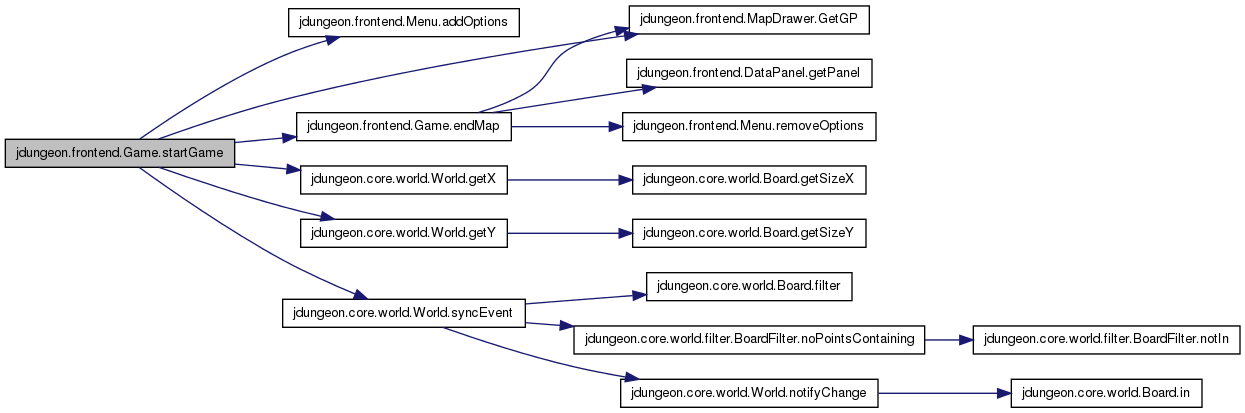 jdungeon.frontend.Game.startGame
jdungeon.frontend.Menu.addOptions
jdungeon.frontend.MapDrawer.GetGP
jdungeon.frontend.Game.endMap
jdungeon.frontend.DataPanel.getPanel
jdungeon.frontend.Menu.removeOptions
jdungeon.core.world.World.getX
jdungeon.core.world.Board.getSizeX
jdungeon.core.world.World.getY
jdungeon.core.world.Board.getSizeY
jdungeon.core.world.World.syncEvent
jdungeon.core.world.Board.filter
jdungeon.core.world.filter.BoardFilter.noPointsContaining
jdungeon.core.world.filter.BoardFilter.notIn
jdungeon.core.world.World.notifyChange
jdungeon.core.world.Board.in